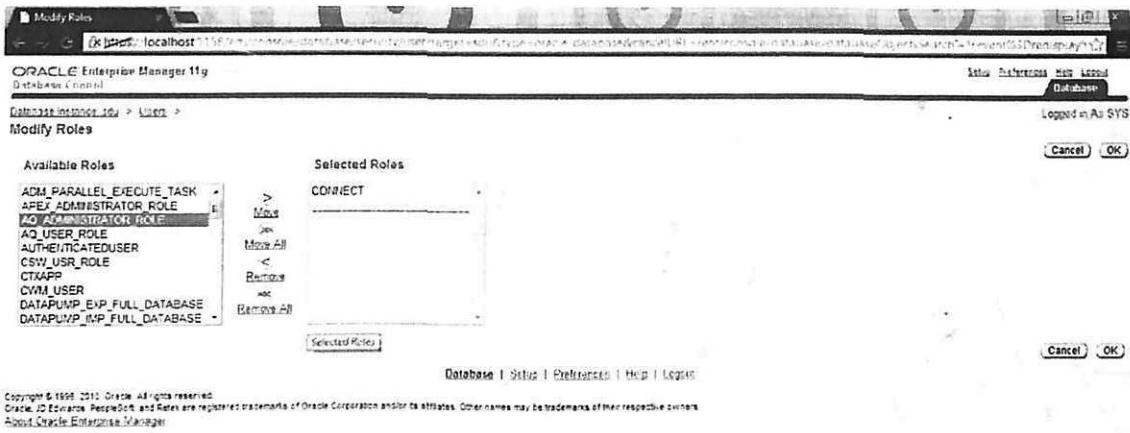 Modify Roles
localhost
ORACLE Enterprise Manager 11g
Database Control
Setup Preferences Help Logout
Database
Database Instance: > Users >
Logged in As SYS
Modify Roles
Cancel OK
Available Roles
Selected Roles
ADM_PARALLEL_EXECUTE_TASK
APEX_ADMINISTRATOR_ROLE
AQ_ADMINISTRATOR_ROLE
AQ_USER_ROLE
AUTHENTICATEDUSER
CSW_USR_ROLE
CTXAPP
CWM_USER
DATAPUMP_EXP_FULL_DATABASE
DATAPUMP_IMP_FULL_DATABASE
>
Move
Move All
<
Remove
Remove All
CONNECT
Selected Roles
Cancel OK
Database | Setup | Preferences | Help | Logout
Copyright © 1996, 2010, Oracle. All rights reserved.
Oracle, JD Edwards, PeopleSoft, and Retek are registered trademarks of Oracle Corporation and/or its affiliates. Other names may be trademarks of their respective owners.
About Oracle Enterprise Manager